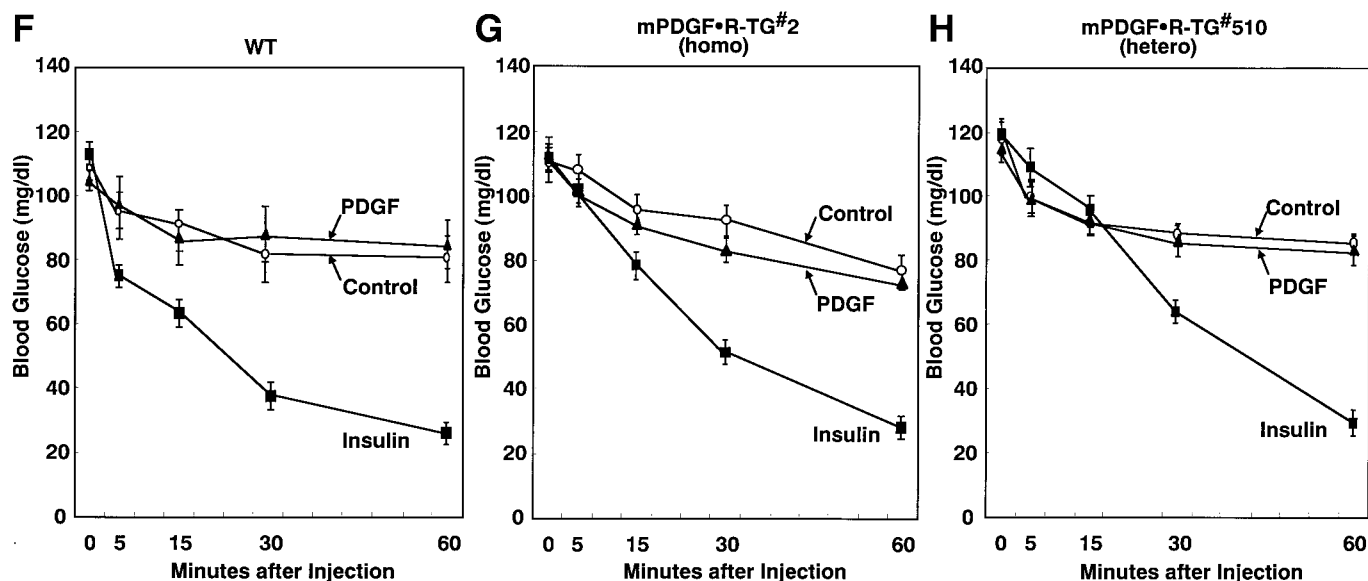 F
WT
140
120
100
80
60
40
20
0
Blood Glucose (mg/dl)
PDGF
Control
Insulin
0 5 15 30 60
Minutes after Injection
G
mPDGF•R-TG#2
(homo)
140
120
100
80
60
40
20
0
Blood Glucose (mg/dl)
Control
PDGF
Insulin
0 5 15 30 60
Minutes after Injection
H
mPDGF•R-TG#510
(hetero)
140
120
100
80
60
40
20
0
Blood Glucose (mg/dl)
Control
PDGF
Insulin
0 5 15 30 60
Minutes after Injection